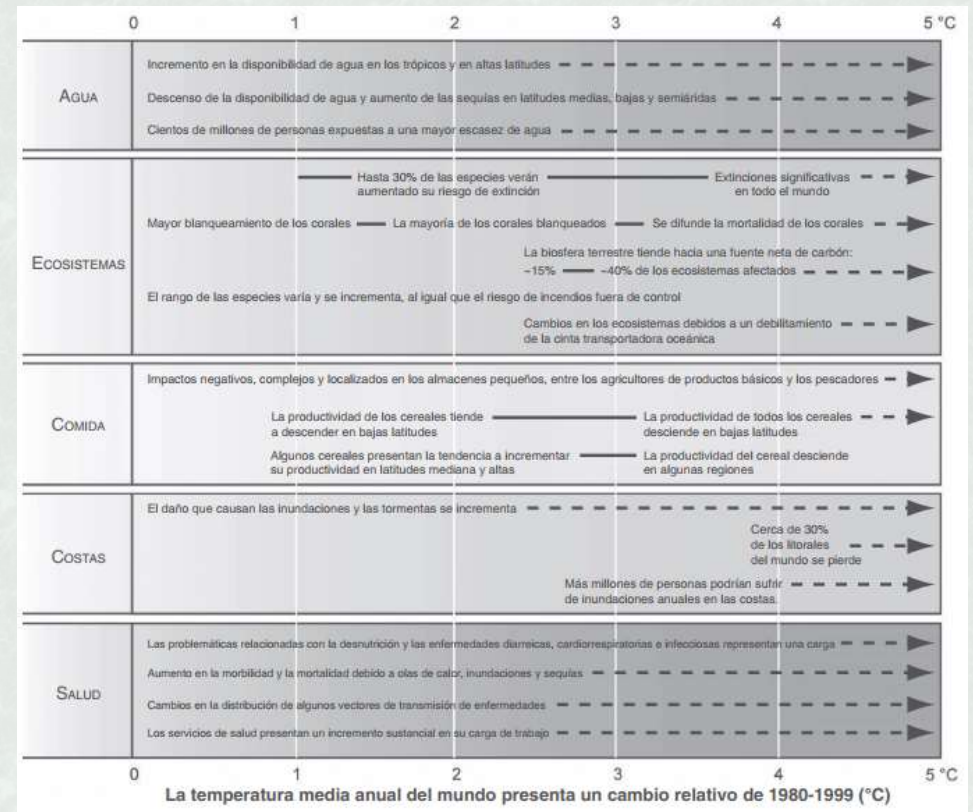 0 1 2 3 4 5 °C
AGUA
Incremento en la disponibilidad de agua en los trópicos y en altas latitudes
Descenso de la disponibilidad de agua y aumento de las sequías en latitudes medias, bajas y semiáridas
Cientos de millones de personas expuestas a una mayor escasez de agua
ECOSISTEMAS
Hasta 30% de las especies verán
aumentado su riesgo de extinción
Extinciones significativas
en todo el mundo
Mayor blanqueamiento de los corales
La mayoría de los corales blanqueados
Se difunde la mortalidad de los corales
La biosfera terrestre tiende hacia una fuente neta de carbón:
~15% ~40% de los ecosistemas afectados
El rango de las especies varía y se incrementa, al igual que el riesgo de incendios fuera de control
Cambios en los ecosistemas debidos a un debilitamiento
de la cinta transportadora oceánica
COMIDA
Impactos negativos, complejos y localizados en los almacenes pequeños, entre los agricultores de productos básicos y los pescadores
La productividad de los cereales tiende
a descender en bajas latitudes
La productividad de todos los cereales
desciende en bajas latitudes
Algunos cereales presentan la tendencia a incrementar
su productividad en latitudes mediana y altas
La productividad del cereal desciende
en algunas regiones
COSTAS
El daño que causan las inundaciones y las tormentas se incrementa
Cerca de 30%
de los litorales
del mundo se pierde
Más millones de personas podrían sufrir
de inundaciones anuales en las costas.
SALUD
Las problemáticas relacionadas con la desnutrición y las enfermedades diarreicas, cardiorrespiratorias e infecciosas representan una carga
Aumento en la morbilidad y la mortalidad debido a olas de calor, inundaciones y sequías
Cambios en la distribución de algunos vectores de transmisión de enfermedades
Los servicios de salud presentan un incremento sustancial en su carga de trabajo
0 1 2 3 4 5 °C
La temperatura media anual del mundo presenta un cambio relativo de 1980-1999 (°C)